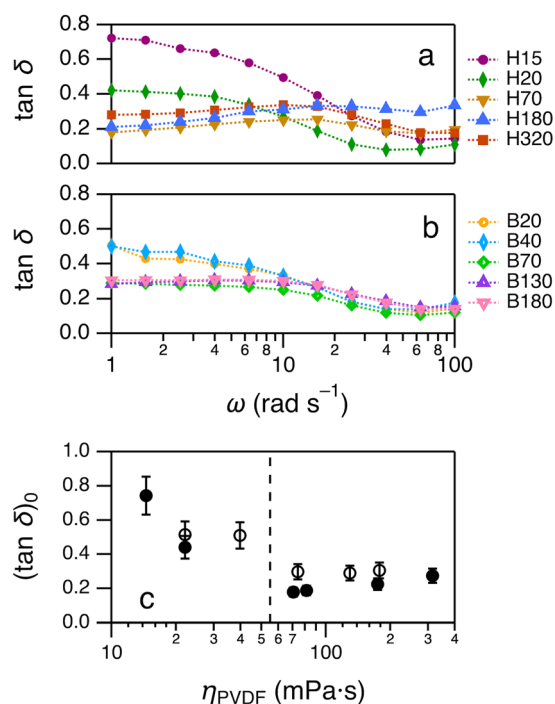 0.8
0.6
0.4
0.2
0.0
tan δ
a
H15
H20
H70
H180
H320
0.8
0.6
0.4
0.2
0.0
tan δ
b
B20
B40
B70
B130
B180
1 2 4 6 8 10 2 4 6 8 100
ω (rad s⁻¹)
1.0
0.8
0.6
0.4
0.2
0.0
(tan δ)₀
c
10 2 3 4 5 6 7 100 2 3 4
η_PVDF (mPa·s)